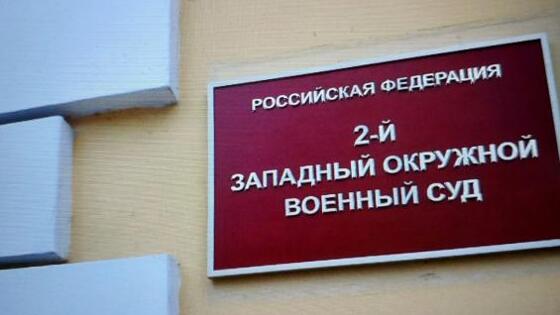 РОССИЙСКАЯ ФЕДЕРАЦИЯ
2-Й
ЗАПАДНЫЙ ОКРУЖНОЙ
ВОЕННЫЙ СУД